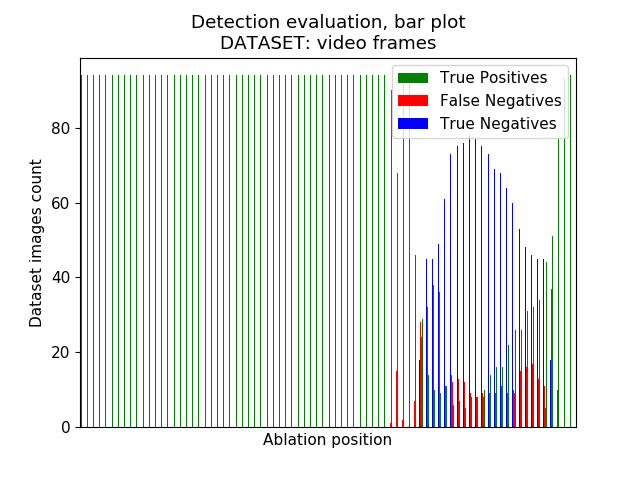 Detection evaluation, bar plot
DATASET: video frames
True Positives
False Negatives
True Negatives
Dataset images count
80
60
40
20
0
Ablation position